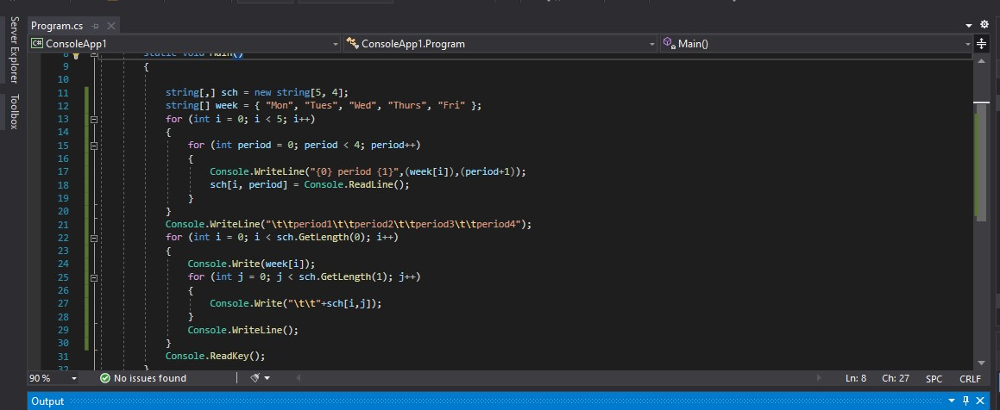 Server Explorer
Toolbox
Program.cs
C# ConsoleApp1
ConsoleApp1.Program
Main()
8 static void Main()
9 {
10
11 string[,] sch = new string[5, 4];
12 string[] week = { "Mon", "Tues", "Wed", "Thurs", "Fri" };
13 for (int i = 0; i < 5; i++)
14 {
15 for (int period = 0; period < 4; period++)
16 {
17 Console.WriteLine("{0} period {1}",(week[i]),(period+1));
18 sch[i, period] = Console.ReadLine();
19 }
20 }
21 Console.WriteLine("\t\tperiod1\t\tperiod2\t\tperiod3\t\tperiod4");
22 for (int i = 0; i < sch.GetLength(0); i++)
23 {
24 Console.Write(week[i]);
25 for (int j = 0; j < sch.GetLength(1); j++)
26 {
27 Console.Write("\t\t"+sch[i,j]);
28 }
29 Console.WriteLine();
30 }
31 Console.ReadKey();
32 }
90 % No issues found Ln: 8 Ch: 27 SPC CRLF
Output